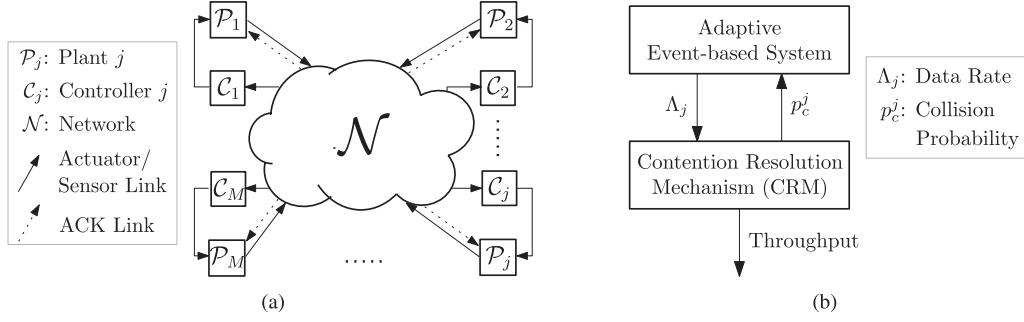 𝒫_j: Plant j
𝒞_j: Controller j
𝒩: Network
Actuator/
Sensor Link
ACK Link
𝒫_1
𝒞_1
𝒫_2
𝒞_2
𝒩
𝒞_M
𝒫_M
𝒞_j
𝒫_j
.....
(a)
Adaptive
Event-based System
Λ_j
p_c^j
Contention Resolution
Mechanism (CRM)
Throughput
Λ_j: Data Rate
p_c^j: Collision
Probability
(b)